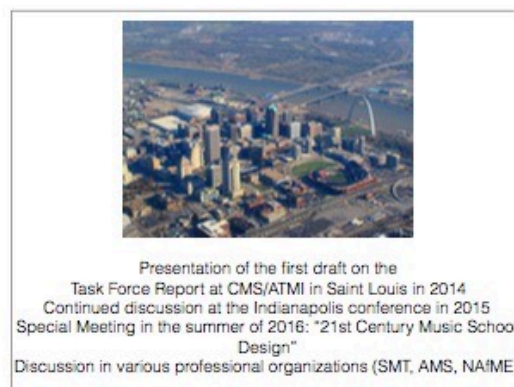 Presentation of the first draft on the
Task Force Report at CMS/ATMI in Saint Louis in 2014
Continued discussion at the Indianapolis conference in 2015
Special Meeting in the summer of 2016: "21st Century Music Schoo
Design"
Discussion in various professional organizations (SMT, AMS, NAfME